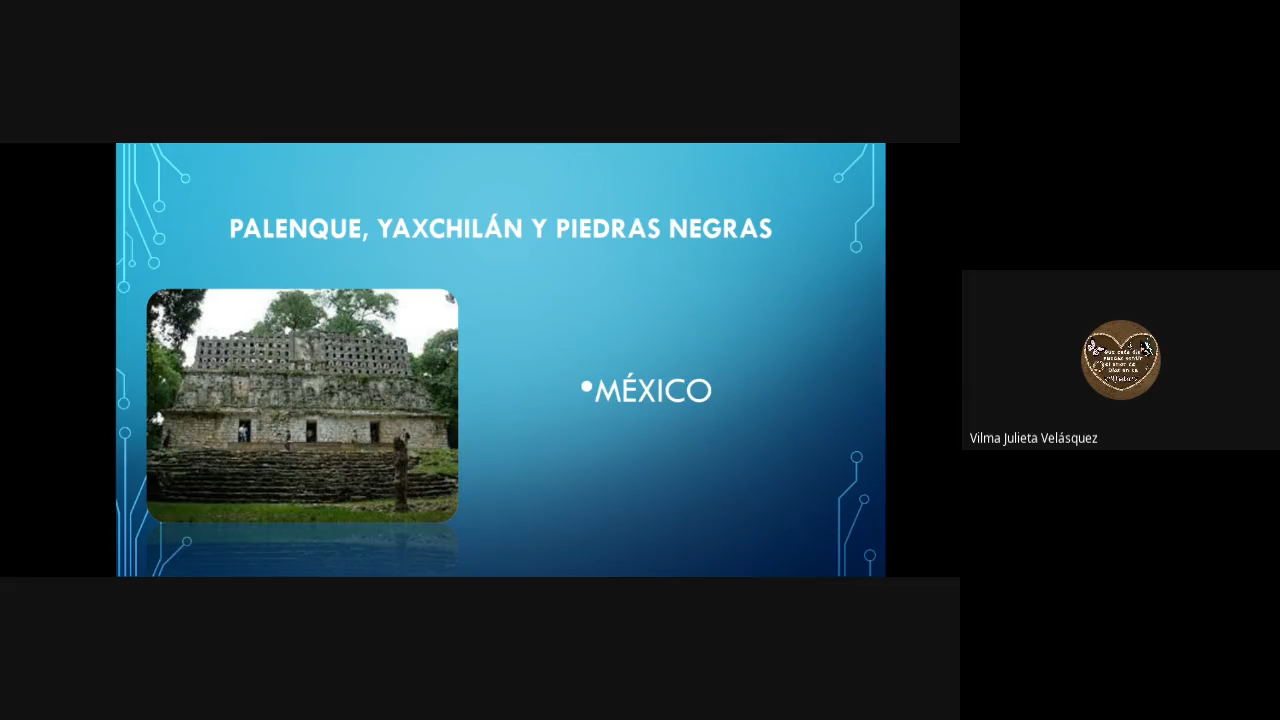 PALENQUE, YAXCHILÁN Y PIEDRAS NEGRAS
•MÉXICO
Vilma Julieta Velásquez